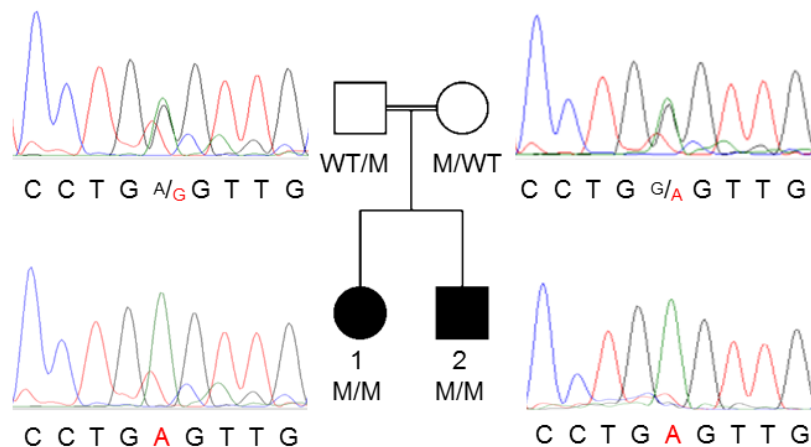 WT/M M/WT
C C T G A/G G T T G
C C T G G/A G T T G
1 2
M/M M/M
C C T G A G T T G
C C T G A G T T G